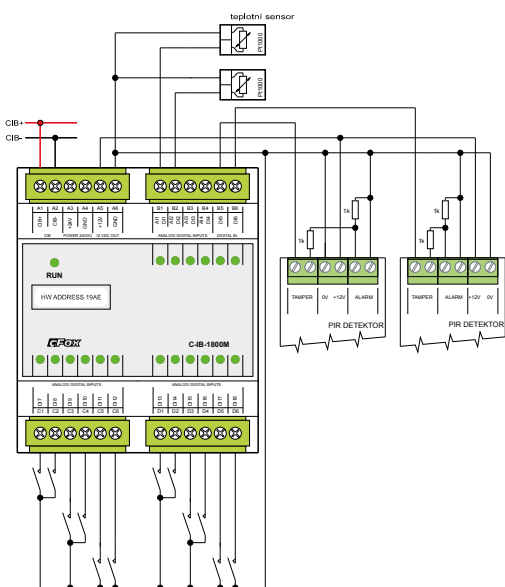 teplotní sensor
Pt1000
Pt1000
CIB+
CIB-
A1 A2 A3 A4 A5 A6
B1 B2 B3 B4 B5 B6
CIB+ CIB- +24V GND +12V GND
AI1 AI2 AI3 AI4
DI1 DI2 DI3 DI4 DI5 DI6
CIB POWER 24VDC 12 VDC OUT
ANALOG/ DIGITAL INPUTS DIGITAL IN
RUN
HW ADDRESS 19AE
CFOX
C-IB-1800M
ANALOG/ DIGITAL INPUTS
ANALOG/ DIGITAL INPUTS
DI7 DI8 DI9 DI10 DI11 DI12
DI13 DI14 DI15 DI16 DI17 DI18
C1 C2 C3 C4 C5 C6
D1 D2 D3 D4 D5 D6
1k
1k
TAMPER 0V +12V ALARM
PIR DETEKTOR
1k
1k
TAMPER ALARM +12V 0V
PIR DETEKTOR